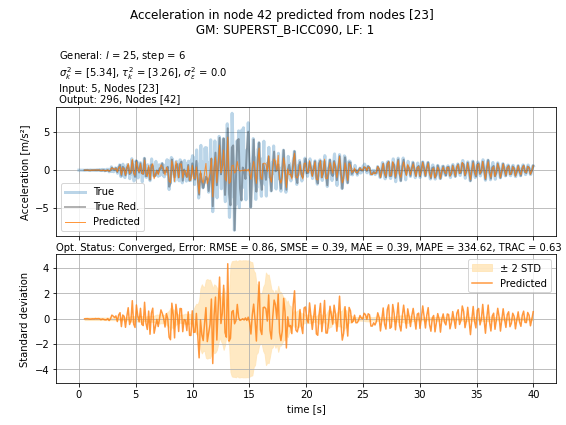 Acceleration in node 42 predicted from nodes [23]
GM: SUPERST_B-ICC090, LF: 1
General: l = 25, step = 6
σ²ₖ = [5.34], τ²ₖ = [3.26], σ²ε = 0.0
Input: 5, Nodes [23]
Output: 296, Nodes [42]
Acceleration [m/s²]
5
0
−5
True
True Red.
Predicted
Opt. Status: Converged, Error: RMSE = 0.86, SMSE = 0.39, MAE = 0.39, MAPE = 334.62, TRAC = 0.63
Standard deviation
4
2
0
−2
−4
± 2 STD
Predicted
0 5 10 15 20 25 30 35 40
time [s]